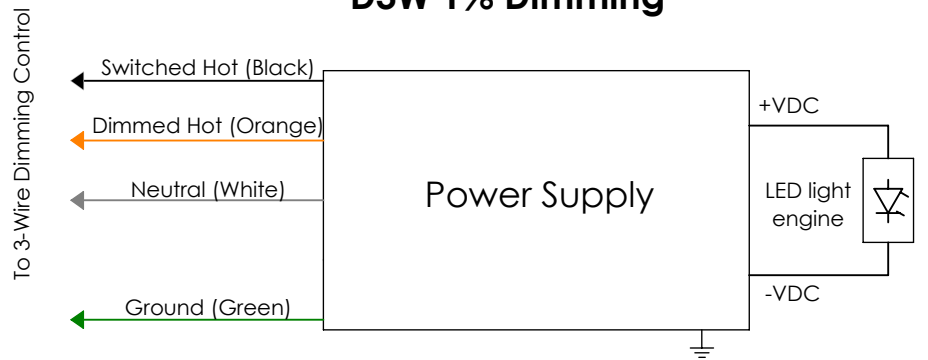 D3W 1% Dimming
To 3-Wire Dimming Control
Switched Hot (Black)
Dimmed Hot (Orange)
Neutral (White)
Ground (Green)
Power Supply
+VDC
LED light
engine
-VDC